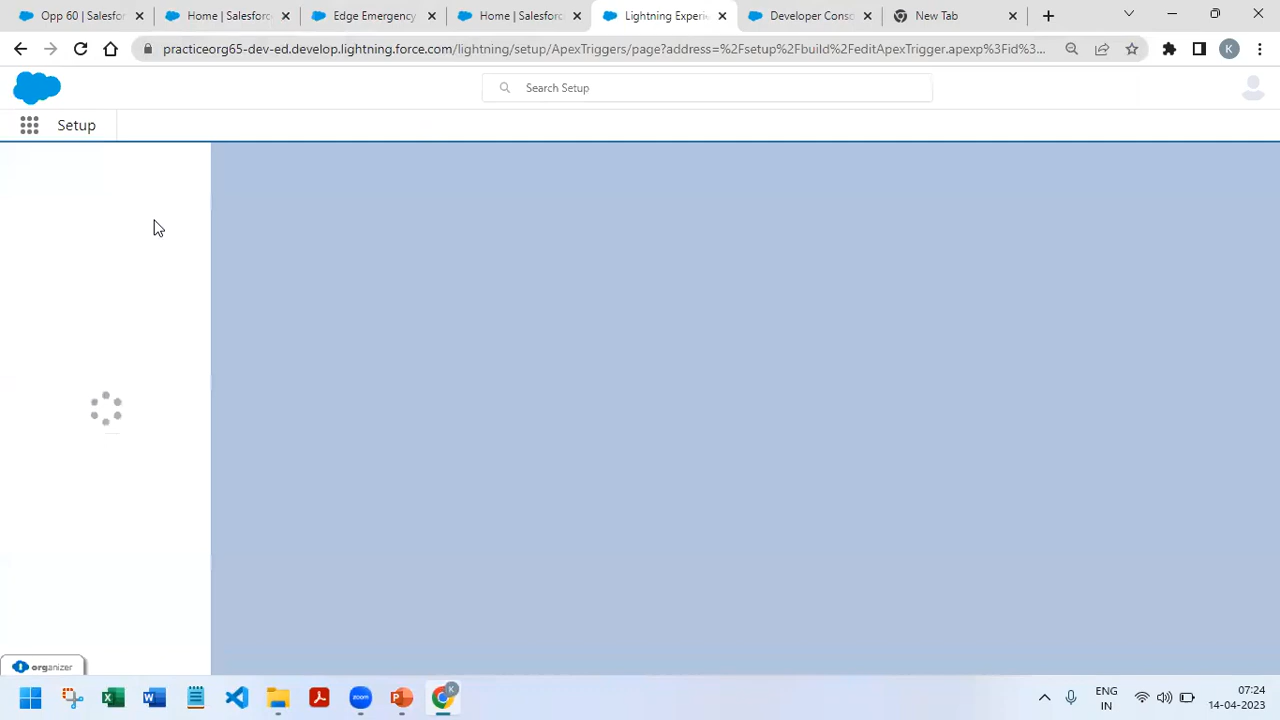 Opp 60 | Salesfor
Home | Salesforc
Edge Emergency
Home | Salesforc
Lightning Experi
Developer Conso
New Tab
practiceorg65-dev-ed.develop.lightning.force.com/lightning/setup/ApexTriggers/page?address=%2Fsetup%2Fbuild%2FeditApexTrigger.apexp%3Fid%3...
K
Search Setup
Setup
organizer
zoom
K
ENG
IN
07:24
14-04-2023